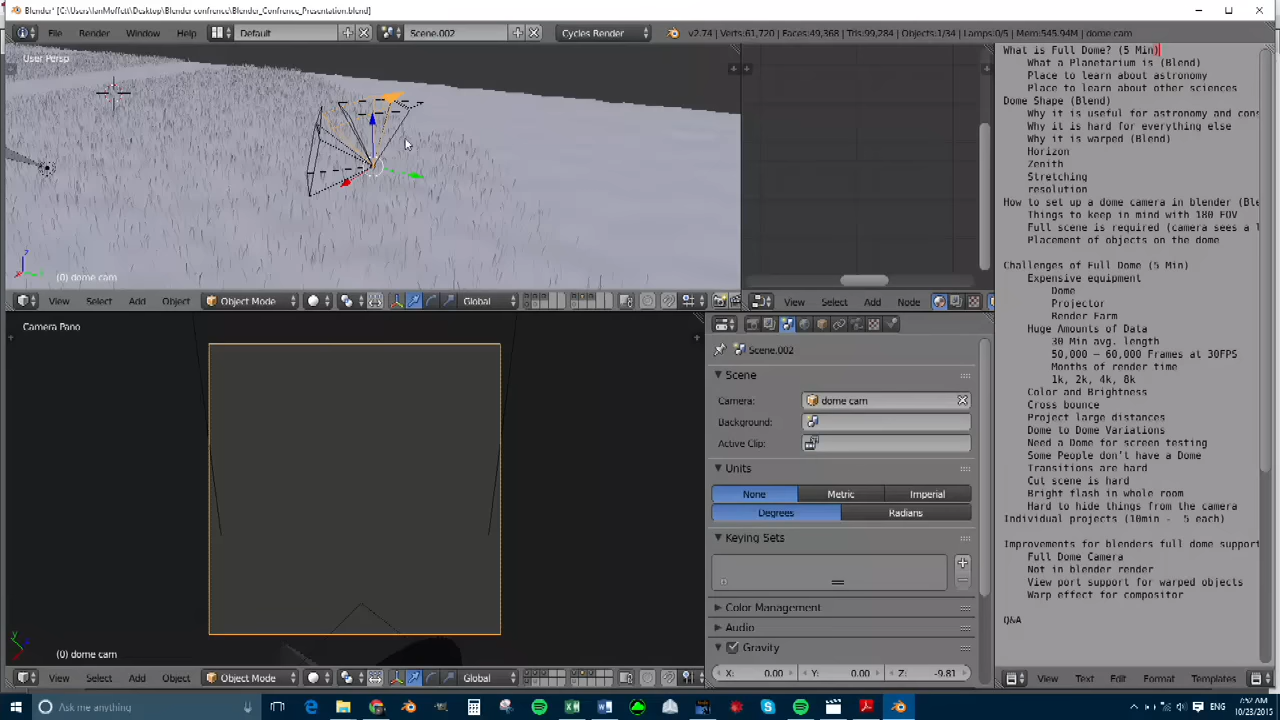 Blender* [C:\Users\IanMoffett\Desktop\Blender confrence\Blender_Confrence_Presentation.blend]
File Render Window Help Default Scene.002 Cycles Render v2.74 | Verts:61,720 | Faces:49,368 | Tris:99,284 | Objects:1/34 | Lamps:0/5 | Mem:545.94M | dome cam
User Persp
(0) dome cam
View Select Add Object Object Mode Global
View Select Add Node
Camera Pano
(0) dome cam
View Select Add Object Object Mode Global
Scene.002
Scene
Camera: dome cam
Background:
Active Clip:
Units
None Metric Imperial
Degrees Radians
Keying Sets
Color Management
Audio
Gravity
X: 0.00 Y: 0.00 Z: -9.81
What is Full Dome? (5 Min)
What a Planetarium is (Blend)
Place to learn about astronomy
Place to learn about other sciences
Dome Shape (Blend)
Why it is useful for astronomy and cons
Why it is hard for everything else
Why it is warped (Blend)
Horizon
Zenith
Stretching
resolution
How to set up a dome camera in blender (Ble
Things to keep in mind with 180 FOV
Full scene is required (camera sees a l
Placement of objects on the dome
Challenges of Full Dome (5 Min)
Expensive equipment
Dome
Projector
Render Farm
Huge Amounts of Data
30 Min avg. length
50,000 – 60,000 Frames at 30FPS
Months of render time
1k, 2k, 4k, 8k
Color and Brightness
Cross bounce
Project large distances
Dome to Dome Variations
Need a Dome for screen testing
Some People don't have a Dome
Transitions are hard
Cut scene is hard
Bright flash in whole room
Hard to hide things from the camera
Individual projects (10min - 5 each)
Improvements for blenders full dome support
Full Dome Camera
Not in blender render
View port support for warped objects
Warp effect for compositor
Q&A
View Text Edit Format Templates
Ask me anything
ENG
7:52 AM
10/23/2015